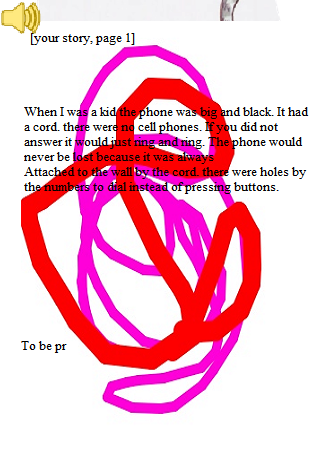 [your story, page 1]
When I was a kid the phone was big and black. It had
a cord. there were no cell phones. If you did not
answer it would just ring and ring. The phone would
never be lost because it was always
Attached to the wall by the cord. there were holes by
the numbers to dial instead of pressing buttons.
To be pr